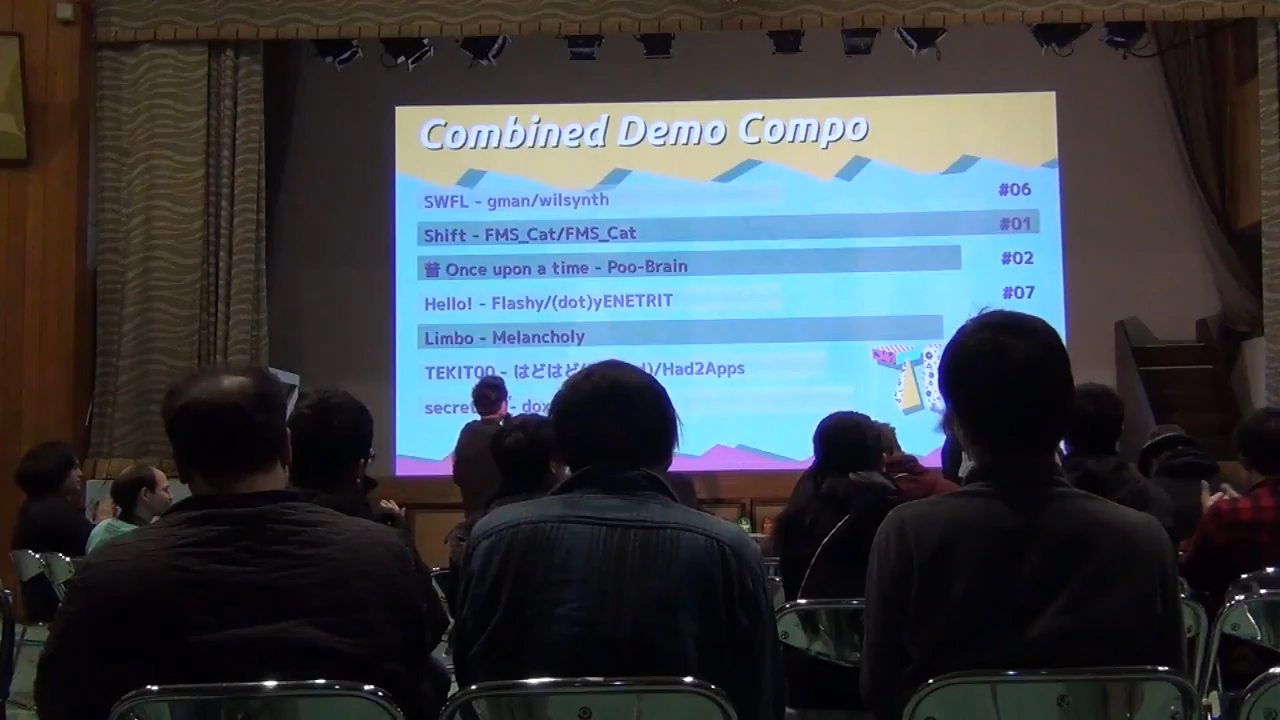 Combined Demo Compo
SWFL - gman/wilsynth #06
Shift - FMS_Cat/FMS_Cat #01
昔 Once upon a time - Poo-Brain #02
Hello! - Flashy/(dot)yENETRIT #07
Limbo - Melancholy
TEKIT00 - はどはど /Had2Apps